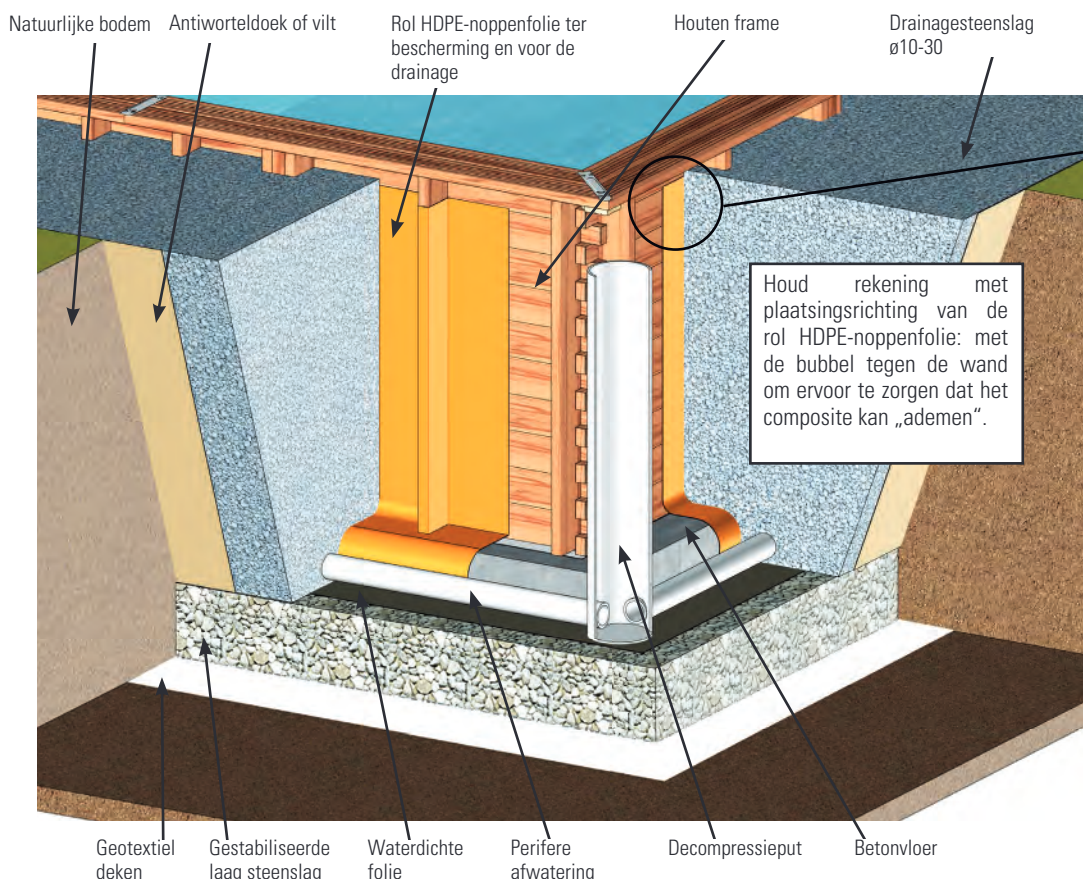 Natuurlijke bodem
Antiworteldoek of vilt
Rol HDPE-noppenfolie ter
bescherming en voor de
drainage
Houten frame
Drainagesteenslag
ø10-30
Houd rekening met
plaatsingsrichting van de
rol HDPE-noppenfolie: met
de bubbel tegen de wand
om ervoor te zorgen dat het
composite kan „ademen“.
Geotextiel
deken
Gestabiliseerde
laag steenslag
Waterdichte
folie
Perifere
afwatering
Decompressieput
Betonvloer